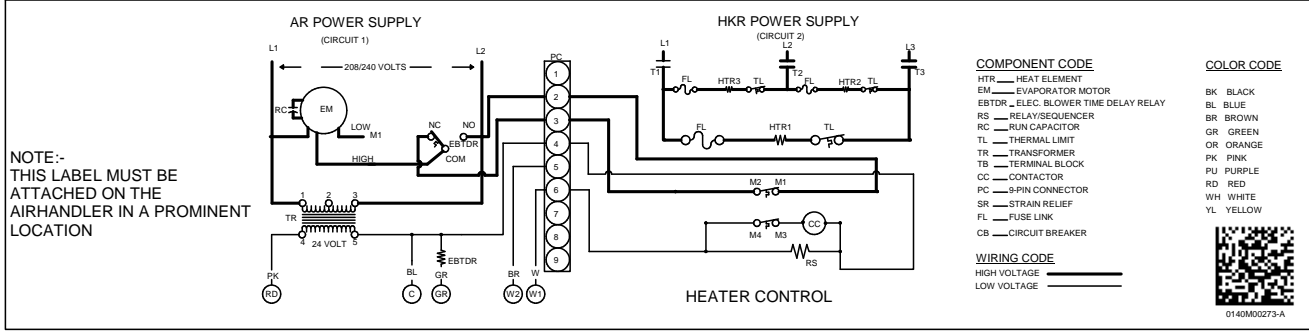 NOTE:-
THIS LABEL MUST BE
ATTACHED ON THE
AIRHANDLER IN A PROMINENT
LOCATION
AR POWER SUPPLY
(CIRCUIT 1)
L1
L2
208/240 VOLTS
RC
EM
LOW
M1
HIGH
NC
NO
EBTDR
COM
1 2 3
TR
4 24 VOLT 5
EBTDR
PK
RD
BL
C
GR
GR
BR
W2
W
W1
PC
1
2
3
4
5
6
7
8
9
HKR POWER SUPPLY
(CIRCUIT 2)
L1 L2 L3
T1 T2 T3
FL HTR3 TL FL HTR2 TL
FL HTR1 TL
M2 M1
M4 M3
CC
RS
HEATER CONTROL
COMPONENT CODE
HTR HEAT ELEMENT
EM EVAPORATOR MOTOR
EBTDR ELEC. BLOWER TIME DELAY RELAY
RS RELAY/SEQUENCER
RC RUN CAPACITOR
TL THERMAL LIMIT
TR TRANSFORMER
TB TERMINAL BLOCK
CC CONTACTOR
PC 9-PIN CONNECTOR
SR STRAIN RELIEF
FL FUSE LINK
CB CIRCUIT BREAKER
WIRING CODE
HIGH VOLTAGE
LOW VOLTAGE
COLOR CODE
BK BLACK
BL BLUE
BR BROWN
GR GREEN
OR ORANGE
PK PINK
PU PURPLE
RD RED
WH WHITE
YL YELLOW
0140M00273-A